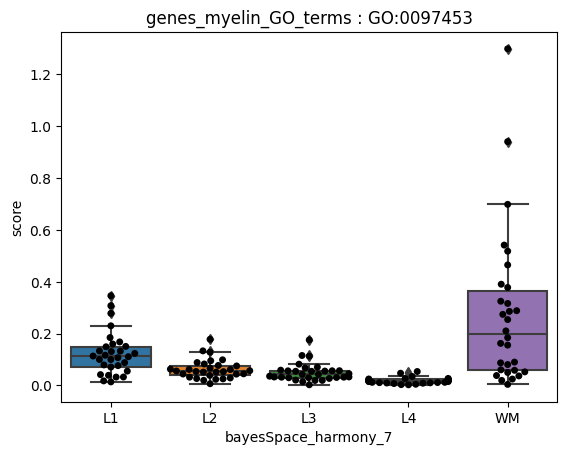 genes_myelin_GO_terms : GO:0097453
1.2
1.0
0.8
0.6
0.4
0.2
0.0
score
L1 L2 L3 L4 WM
bayesSpace_harmony_7